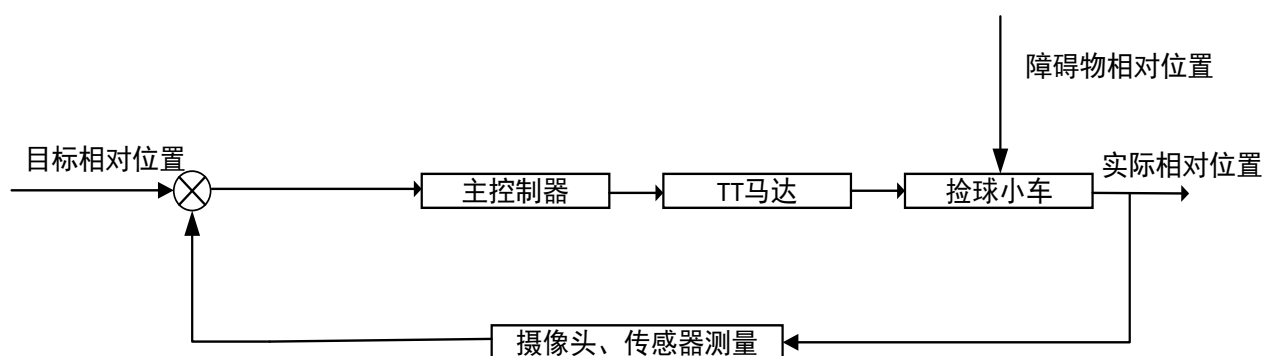 障碍物相对位置
目标相对位置
实际相对位置
主控制器
TT马达
捡球小车
摄像头、传感器测量